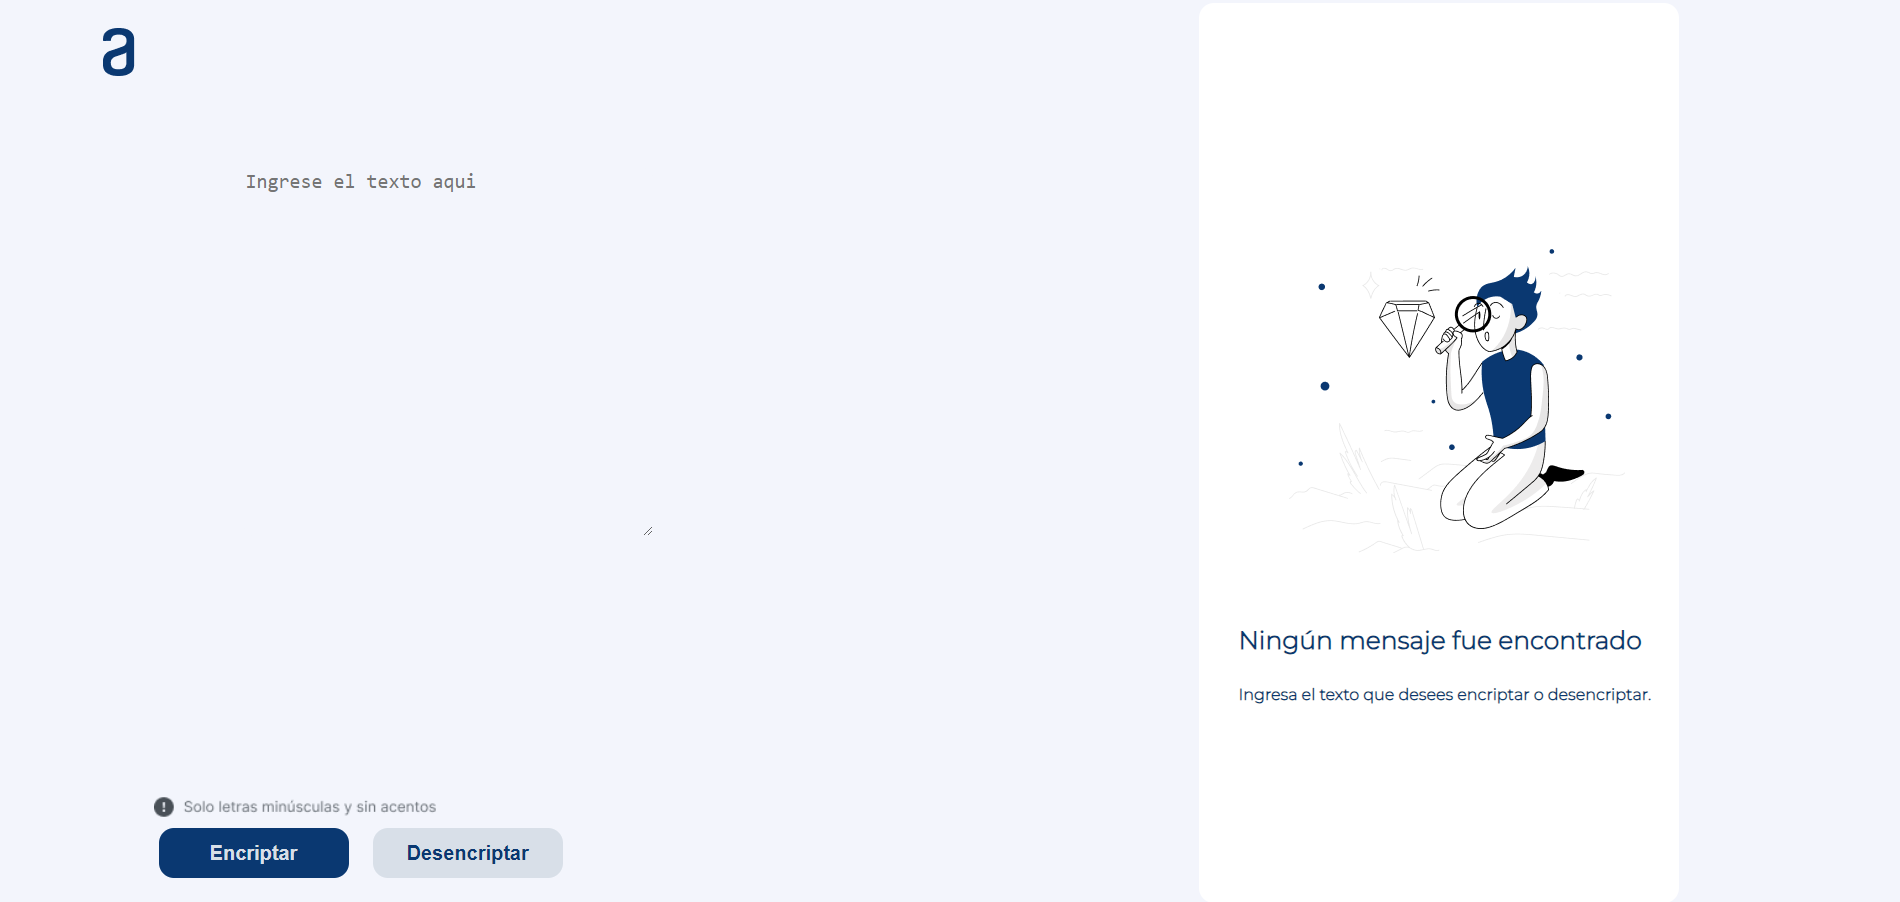 a
Ingrese el texto aqui
Solo letras minúsculas y sin acentos
Encriptar
Desencriptar
Ningún mensaje fue encontrado
Ingresa el texto que desees encriptar o desencriptar.